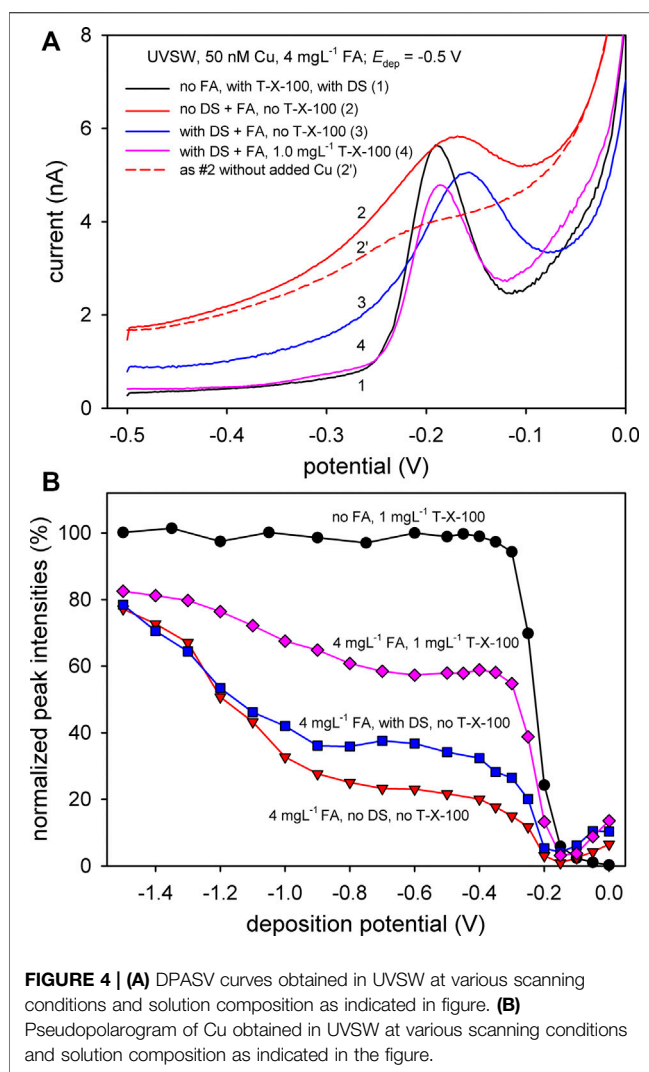 A
UVSW, 50 nM Cu, 4 mgL⁻¹ FA; E_dep = -0.5 V
no FA, with T-X-100, with DS (1)
no DS + FA, no T-X-100 (2)
with DS + FA, no T-X-100 (3)
with DS + FA, 1.0 mgL⁻¹ T-X-100 (4)
as #2 without added Cu (2')
8
6
4
2
0
current (nA)
2
2'
3
4
1
-0.5 -0.4 -0.3 -0.2 -0.1 0.0
potential (V)
B
no FA, 1 mgL⁻¹ T-X-100
4 mgL⁻¹ FA, 1 mgL⁻¹ T-X-100
4 mgL⁻¹ FA, with DS, no T-X-100
4 mgL⁻¹ FA, no DS, no T-X-100
100
80
60
40
20
0
normalized peak intensities (%)
-1.4 -1.2 -1.0 -0.8 -0.6 -0.4 -0.2 0.0
deposition potential (V)
FIGURE 4 | (A) DPASV curves obtained in UVSW at various scanning
conditions and solution composition as indicated in figure. (B)
Pseudopolarogram of Cu obtained in UVSW at various scanning conditions
and solution composition as indicated in the figure.